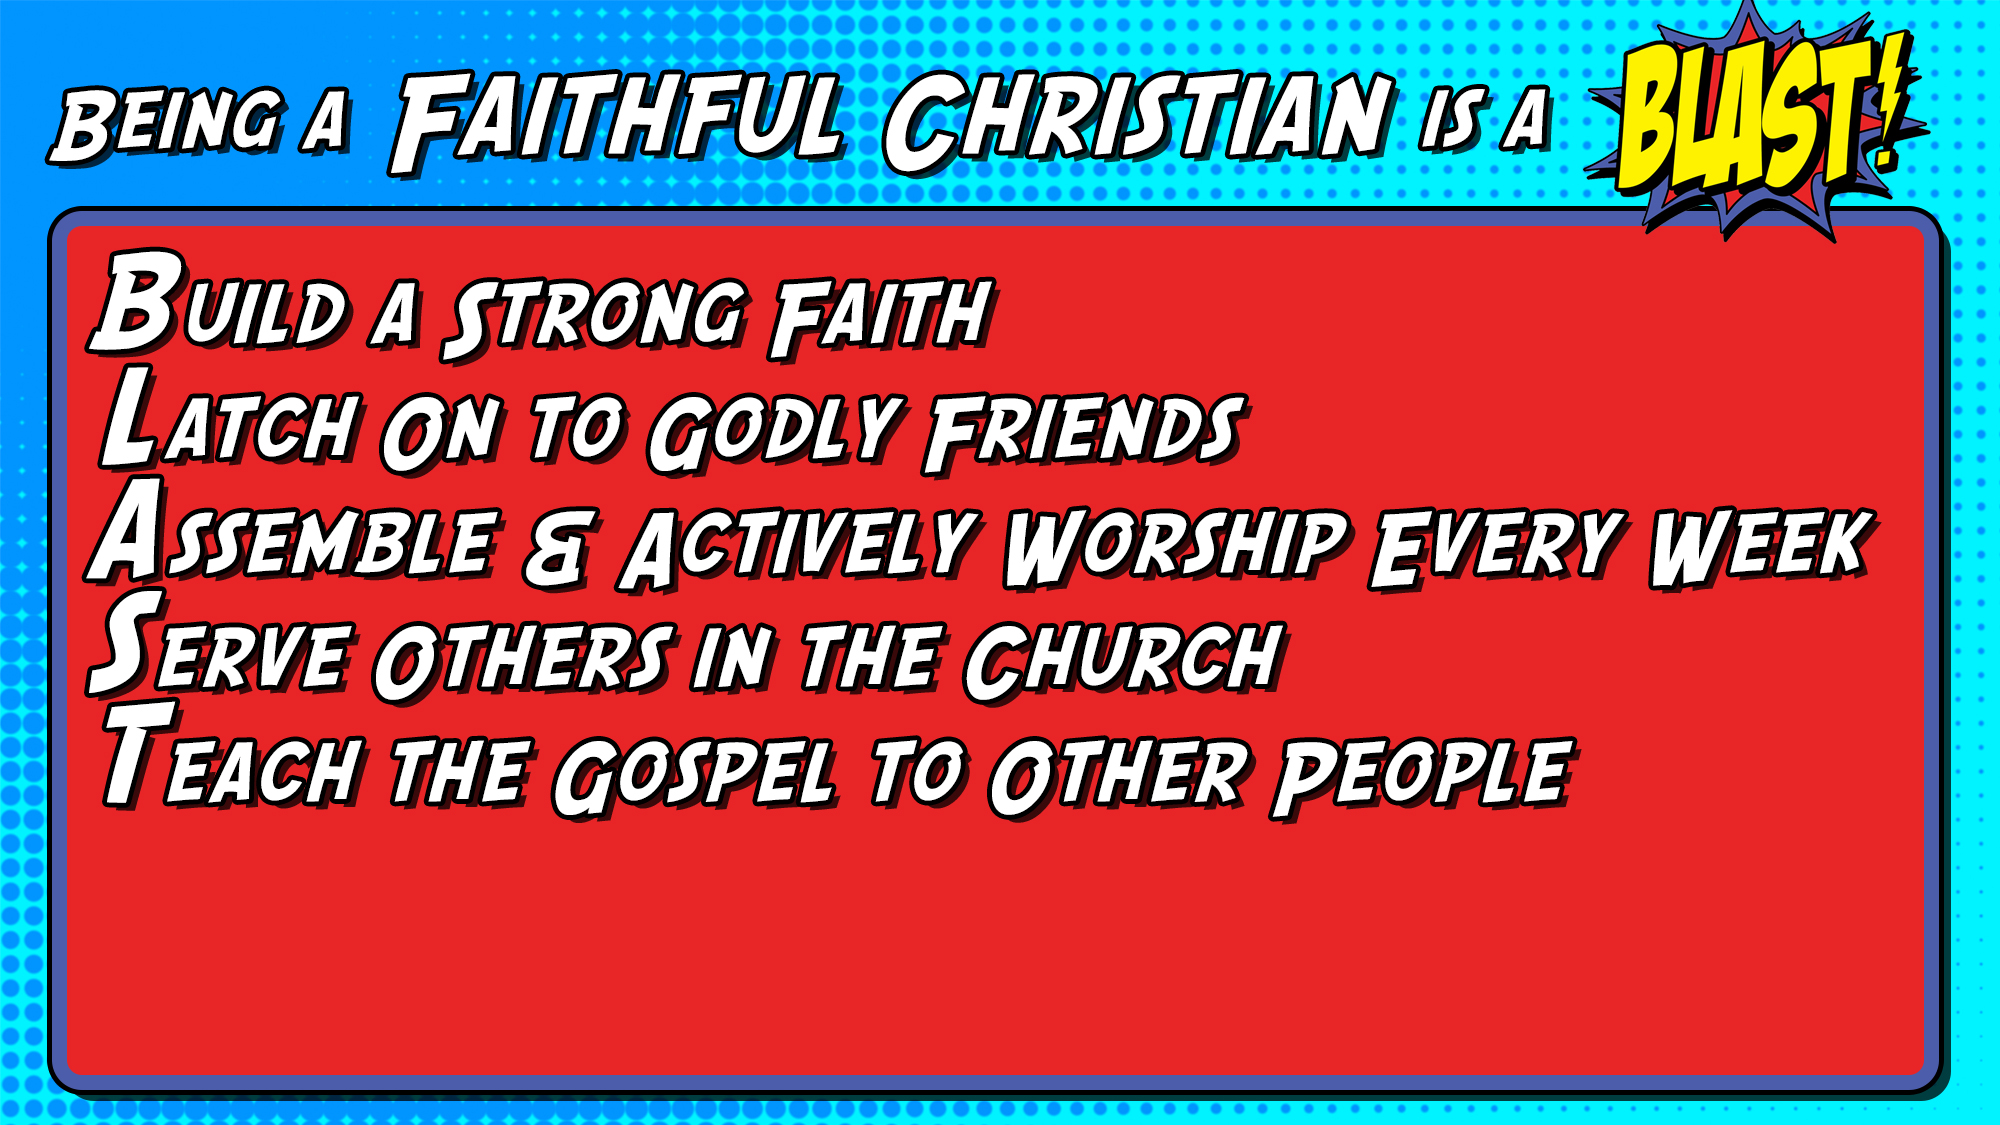 Being a Faithful Christian is a BLAST!
Build a Strong Faith
Latch On to Godly Friends
Assemble & Actively Worship Every Week
Serve Others in the Church
Teach the Gospel to Other People